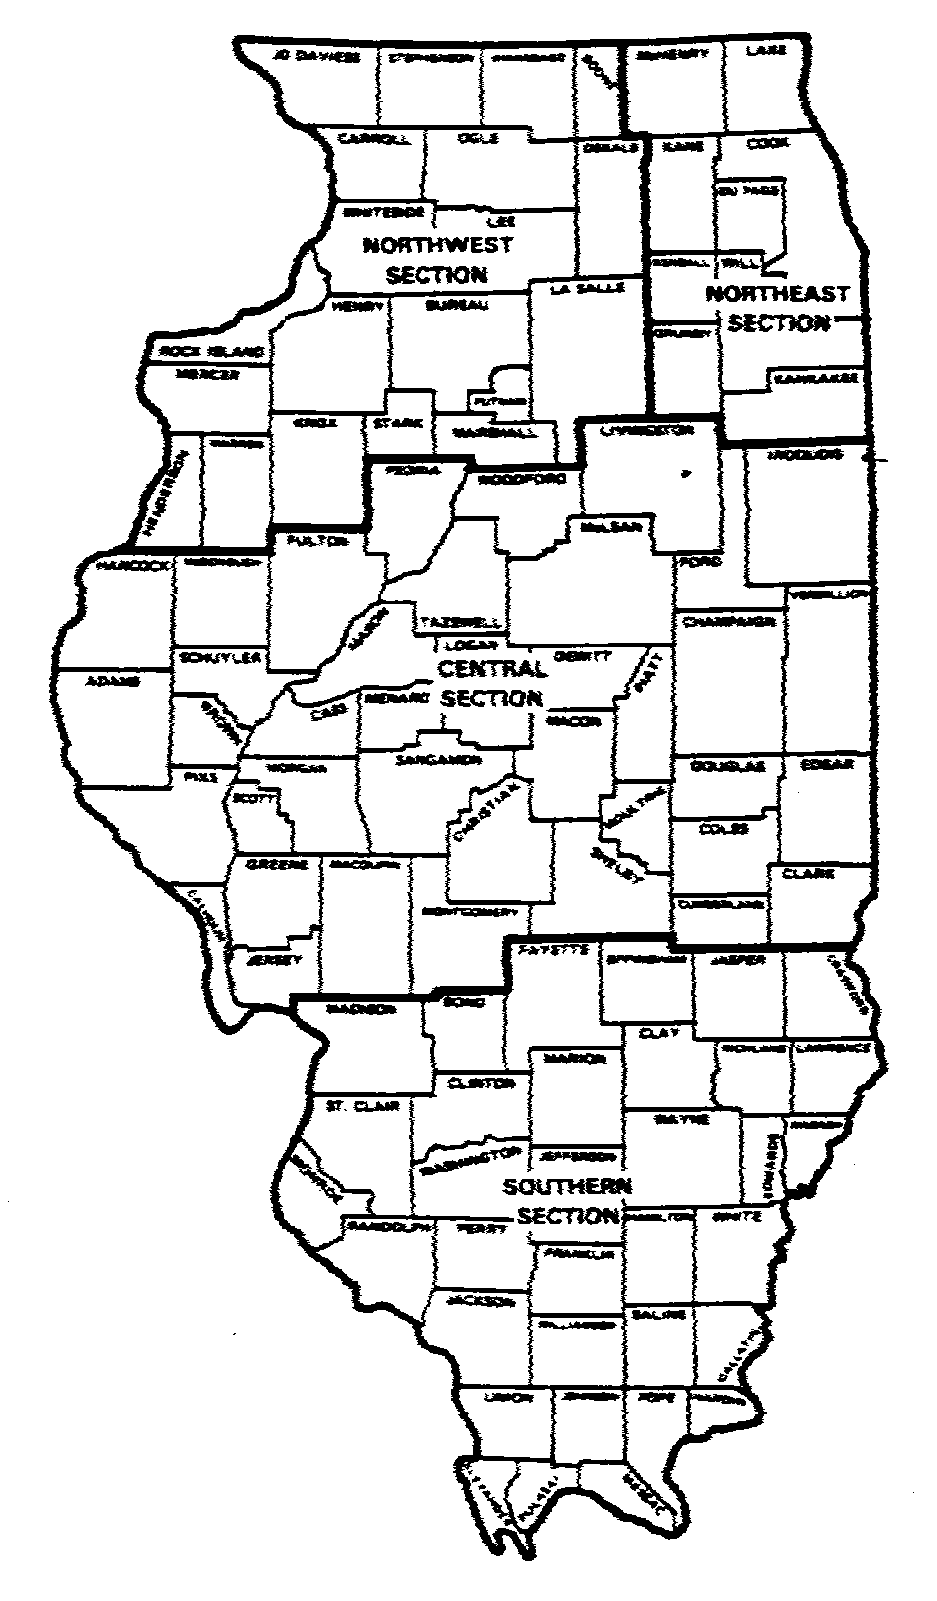 JO DAVIESS
STEPHENSON
WINNEBAGO
BOONE
McHENRY
LAKE
CARROLL
OGLE
DEKALB
KANE
COOK
DU PAGE
WHITESIDE
LEE
NORTHWEST
SECTION
KENDALL
WILL
NORTHEAST
SECTION
HENRY
BUREAU
LA SALLE
GRUNDY
ROCK ISLAND
MERCER
KANKAKEE
PUTNAM
KNOX
STARK
MARSHALL
LIVINGSTON
WARREN
HENDERSON
PEORIA
WOODFORD
IROQUOIS
FULTON
McLEAN
HANCOCK
McDONOUGH
FORD
VERMILLION
MASON
TAZEWELL
CHAMPAIGN
LOGAN
SCHUYLER
DEWITT
PIATT
CENTRAL
SECTION
ADAMS
BROWN
CASS
MENARD
MACON
PIKE
MORGAN
SANGAMON
DOUGLAS
EDGAR
SCOTT
CHRISTIAN
MOULTRIE
COLES
SHELBY
GREENE
MACOUPIN
CLARK
CALHOUN
MONTGOMERY
CUMBERLAND
JERSEY
FAYETTE
EFFINGHAM
JASPER
CRAWFORD
MADISON
BOND
CLAY
RICHLAND
LAWRENCE
MARION
CLINTON
ST. CLAIR
WAYNE
WABASH
EDWARDS
WASHINGTON
JEFFERSON
MONROE
SOUTHERN
SECTION
RANDOLPH
PERRY
HAMILTON
WHITE
FRANKLIN
JACKSON
SALINE
WILLIAMSON
GALLATIN
UNION
JOHNSON
POPE
HARDIN
ALEXANDER
PULASKI
MASSAC